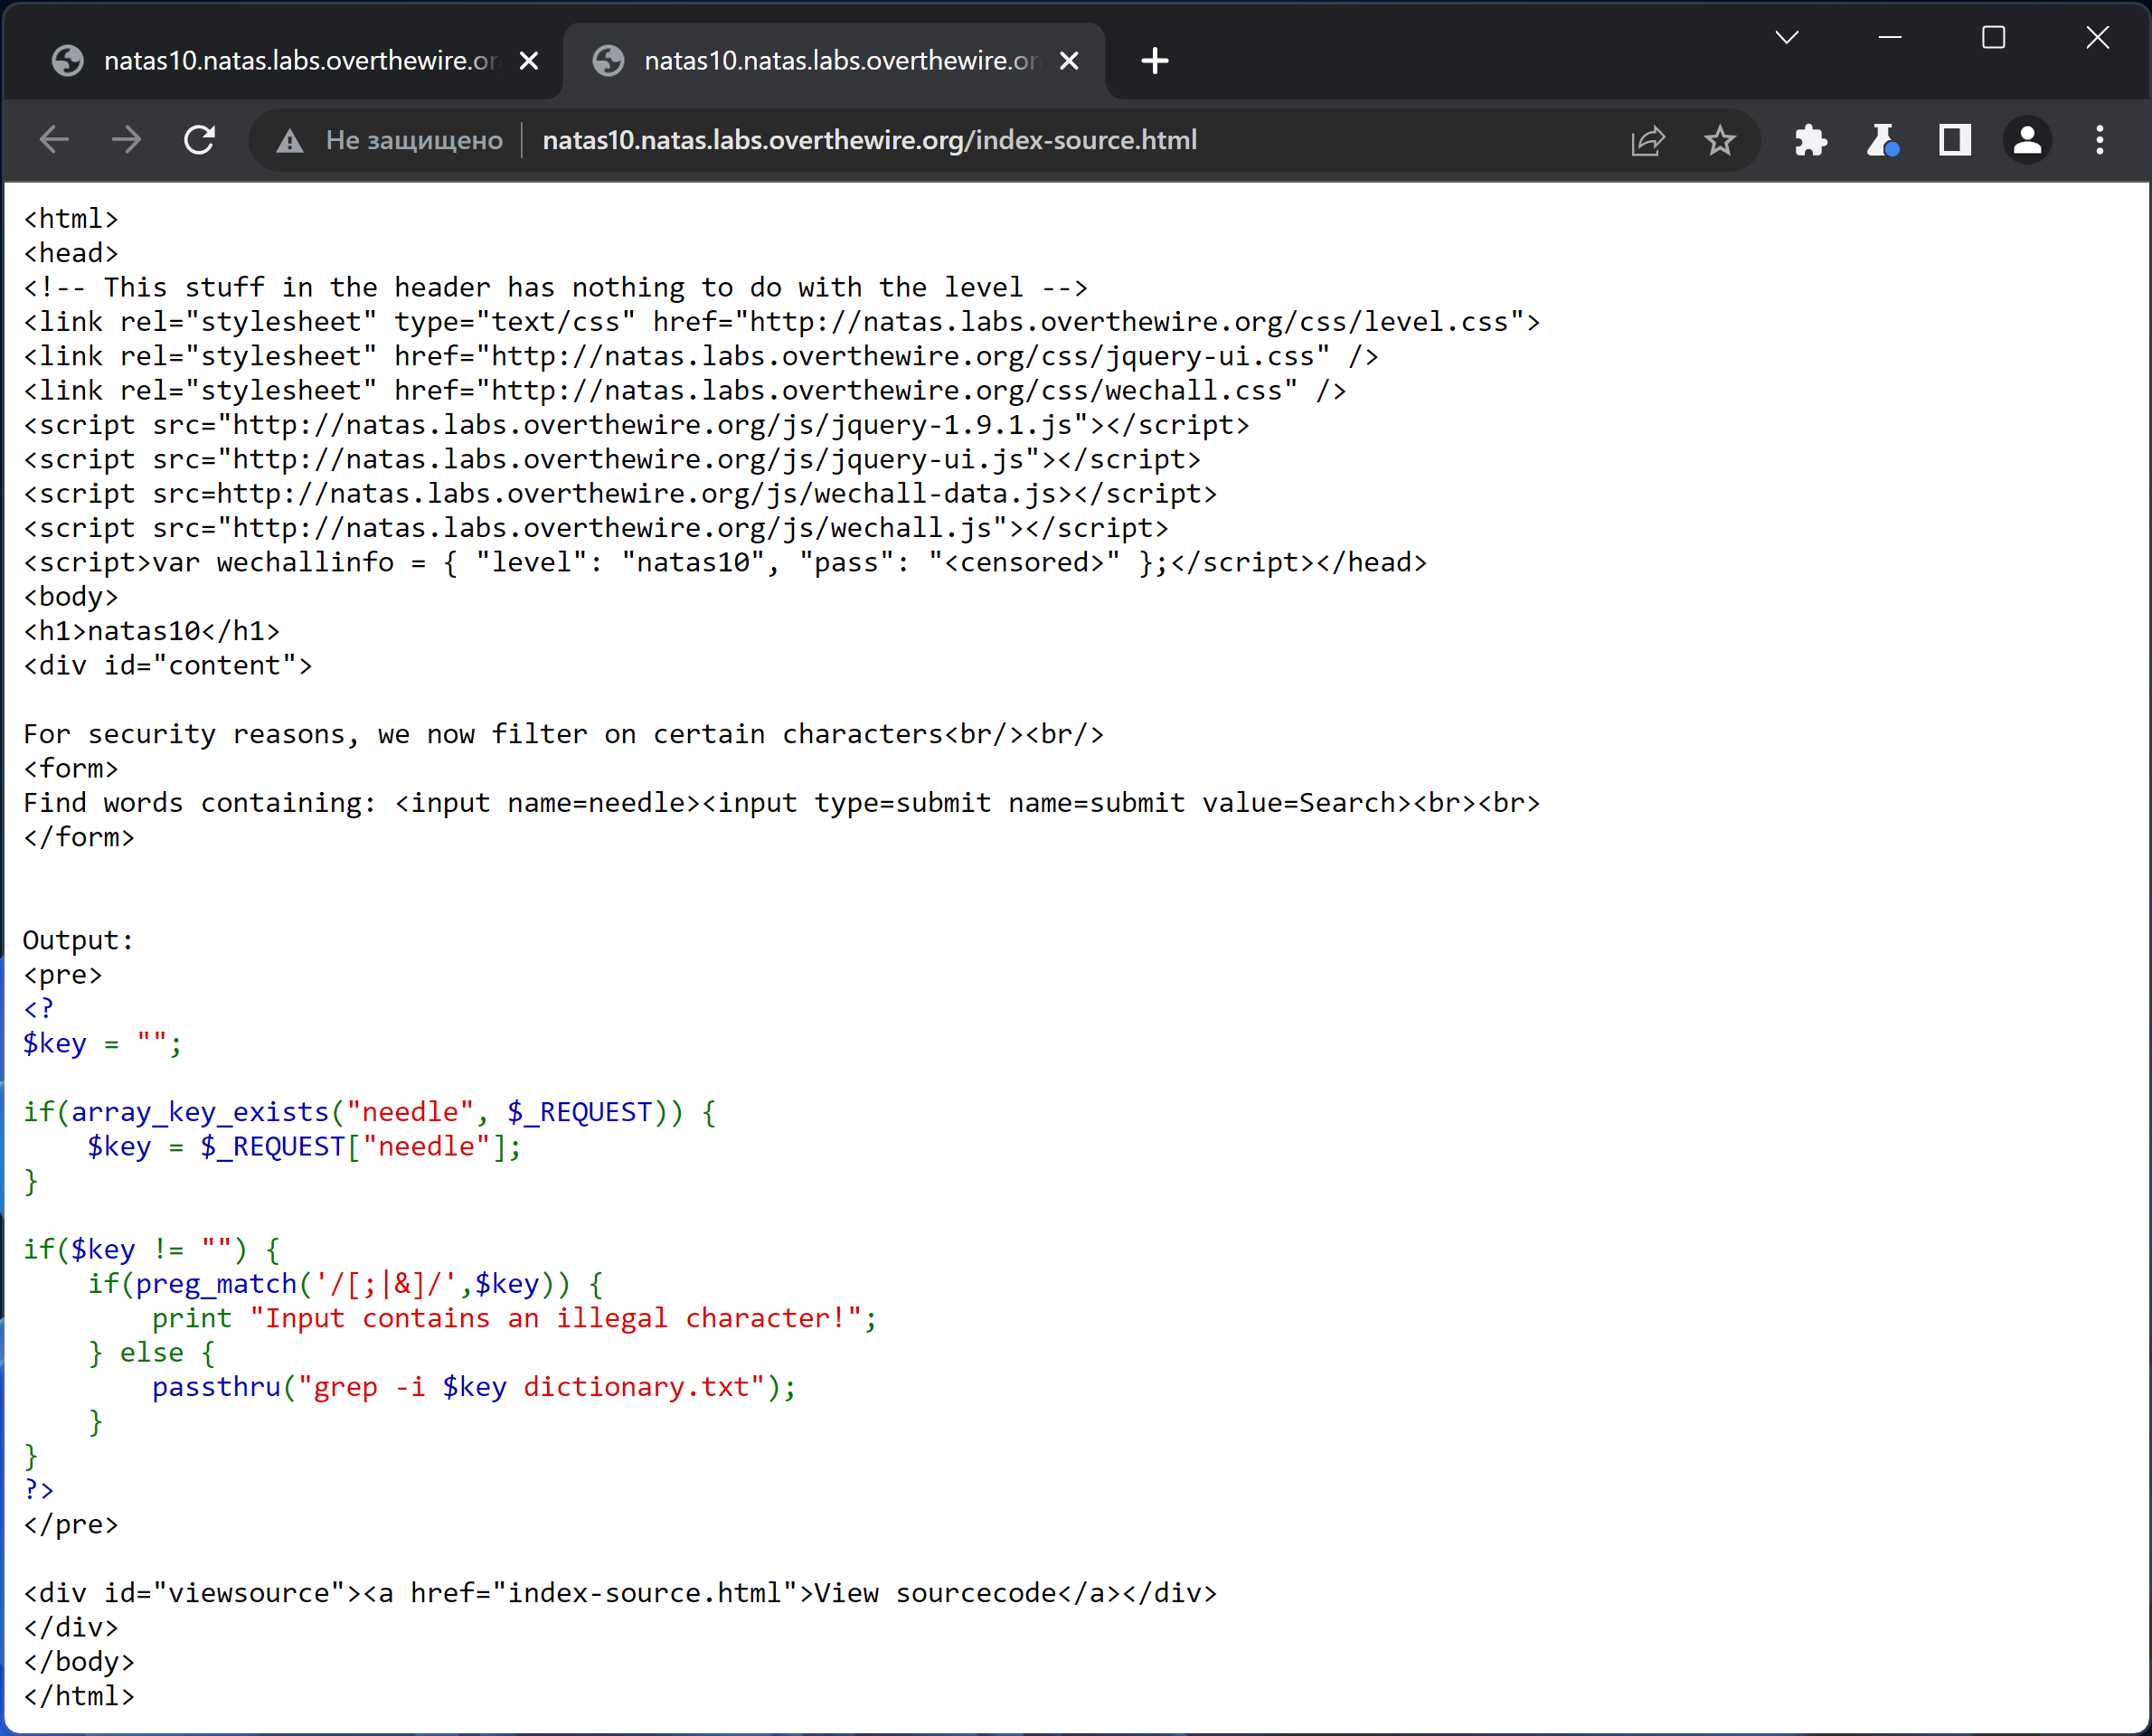 natas10.natas.labs.overthewire.or
natas10.natas.labs.overthewire.or
Не защищено
natas10.natas.labs.overthewire.org/index-source.html
<html>
<head>
<!-- This stuff in the header has nothing to do with the level -->
<link rel="stylesheet" type="text/css" href="http://natas.labs.overthewire.org/css/level.css">
<link rel="stylesheet" href="http://natas.labs.overthewire.org/css/jquery-ui.css" />
<link rel="stylesheet" href="http://natas.labs.overthewire.org/css/wechall.css" />
<script src="http://natas.labs.overthewire.org/js/jquery-1.9.1.js"></script>
<script src="http://natas.labs.overthewire.org/js/jquery-ui.js"></script>
<script src=http://natas.labs.overthewire.org/js/wechall-data.js></script>
<script src="http://natas.labs.overthewire.org/js/wechall.js"></script>
<script>var wechallinfo = { "level": "natas10", "pass": "<censored>" };</script></head>
<body>
<h1>natas10</h1>
<div id="content">

For security reasons, we now filter on certain characters<br/><br/>
<form>
Find words containing: <input name=needle><input type=submit name=submit value=Search><br><br>
</form>


Output:
<pre>
<?
$key = "";

if(array_key_exists("needle", $_REQUEST)) {
    $key = $_REQUEST["needle"];
}

if($key != "") {
    if(preg_match('/[;|&]/',$key)) {
        print "Input contains an illegal character!";
    } else {
        passthru("grep -i $key dictionary.txt");
    }
}
?>
</pre>

<div id="viewsource"><a href="index-source.html">View sourcecode</a></div>
</div>
</body>
</html>